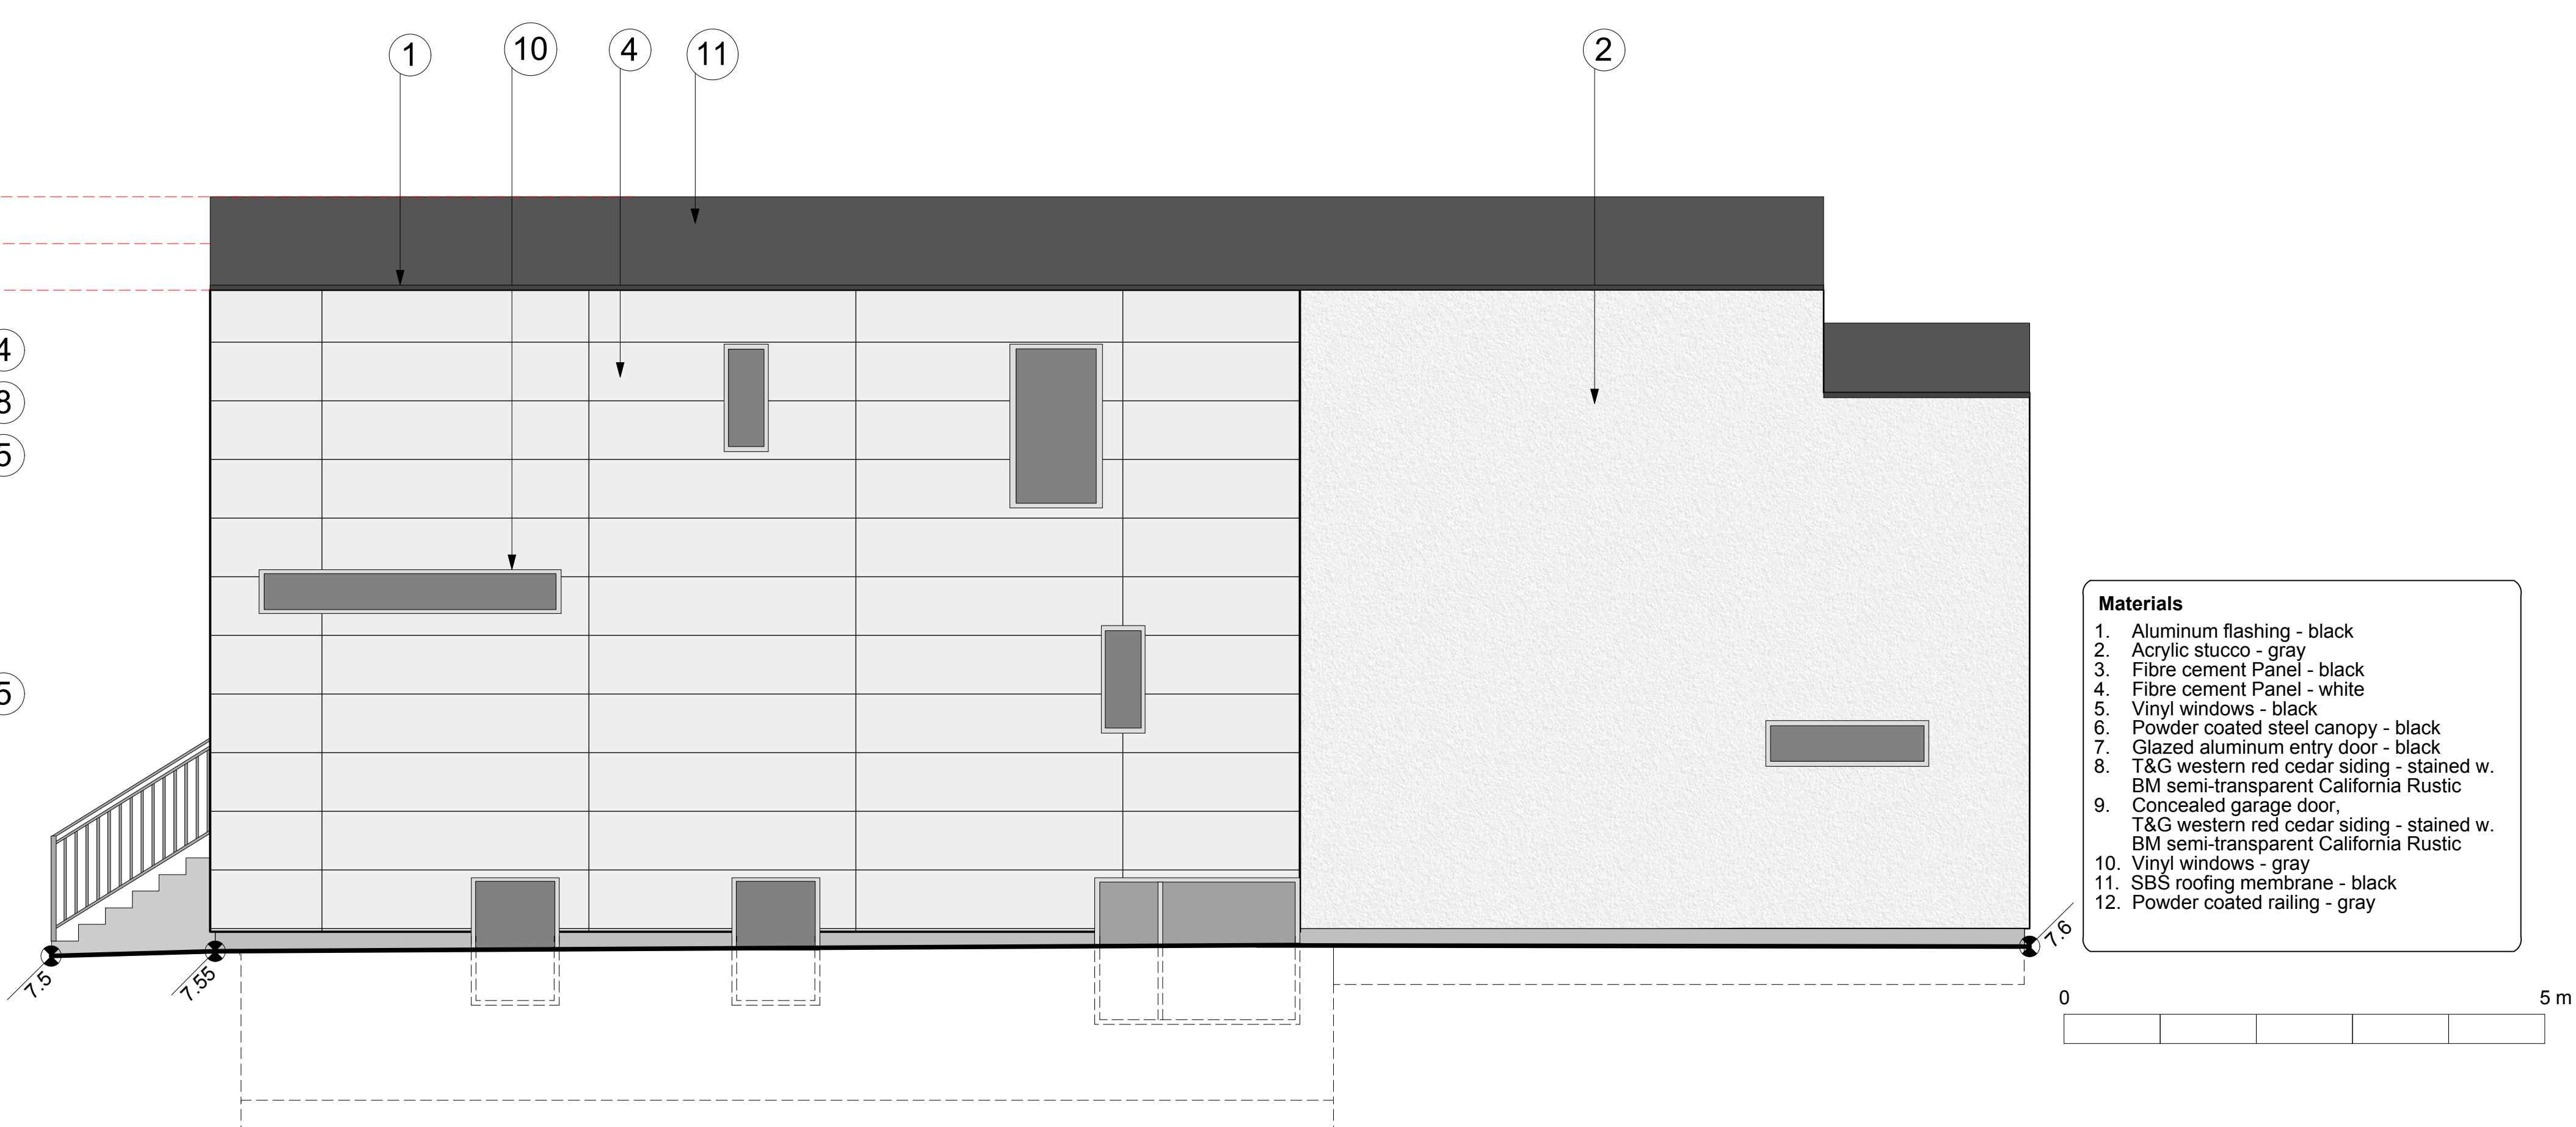 1
10
4
11
2
4
8
5
5
Materials
1. Aluminum flashing - black
2. Acrylic stucco - gray
3. Fibre cement Panel - black
4. Fibre cement Panel - white
5. Vinyl windows - black
6. Powder coated steel canopy - black
7. Glazed aluminum entry door - black
8. T&G western red cedar siding - stained w.
BM semi-transparent California Rustic
9. Concealed garage door,
T&G western red cedar siding - stained w.
BM semi-transparent California Rustic
10. Vinyl windows - gray
11. SBS roofing membrane - black
12. Powder coated railing - gray
7.5
7.55
7.6
0
5 m